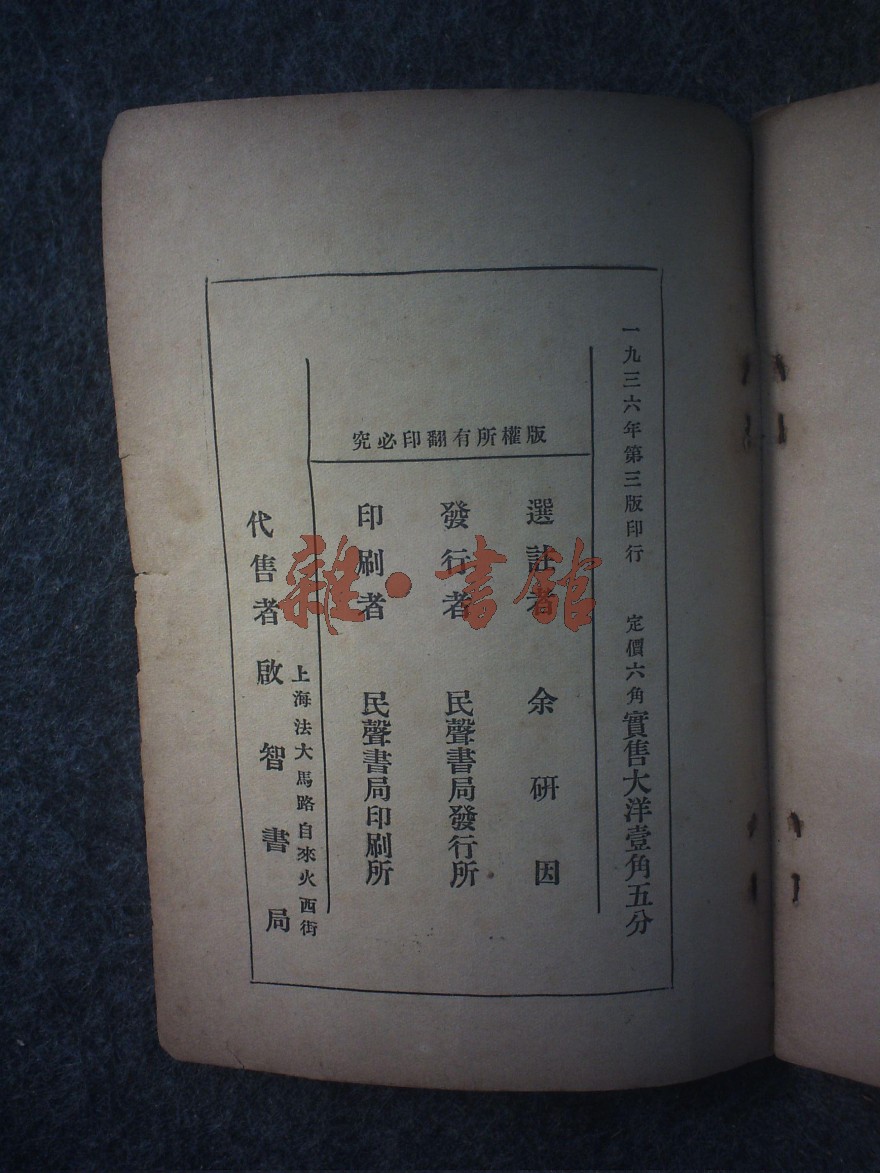 一九三六年第三版印行 定價六角實售大洋壹角五分
版權所有翻印必究
選註者 余硏因
發行者 民聲書局發行所
印刷者 民聲書局印刷所
上海法大馬路自來火西街
代售者 啟智書局
雜·書館